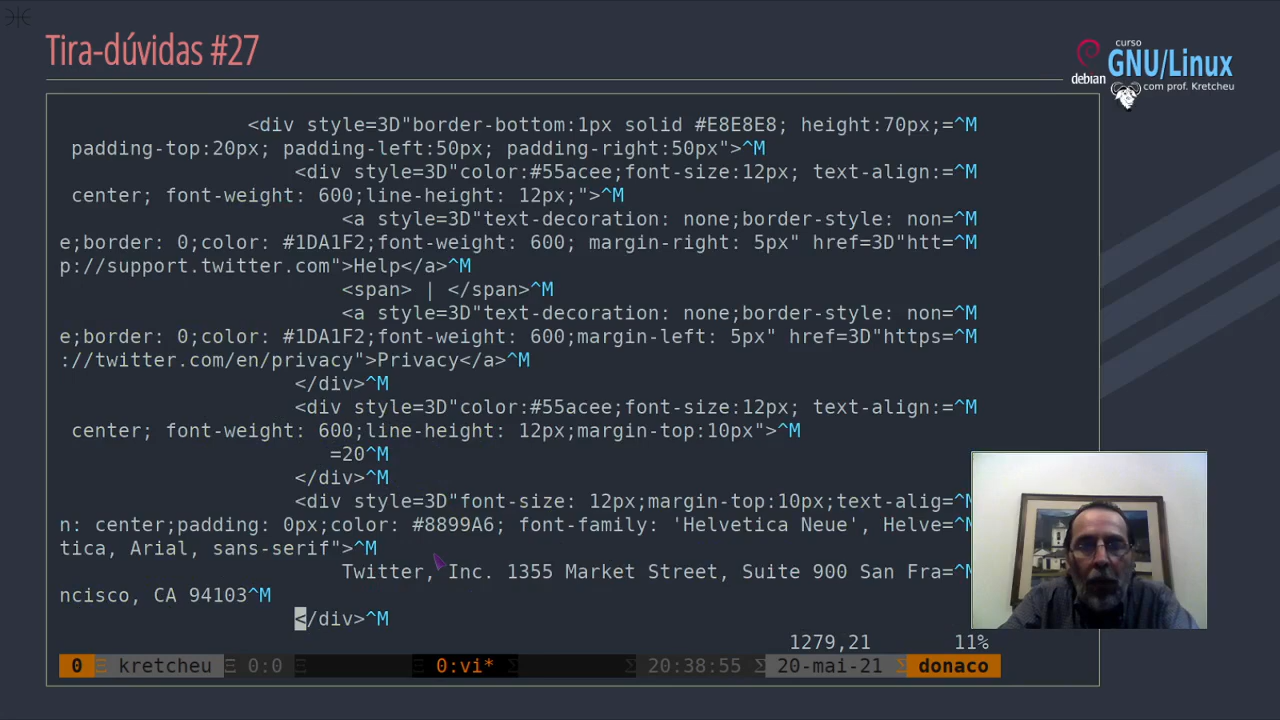 Tira-dúvidas #27
curso
GNU/Linux
debian
com prof. Kretcheu
<div style=3D"border-bottom:1px solid #E8E8E8; height:70px;=^M
padding-top:20px; padding-left:50px; padding-right:50px">^M
<div style=3D"color:#55acee;font-size:12px; text-align:=^M
center; font-weight: 600;line-height: 12px;">^M
<a style=3D"text-decoration: none;border-style: non=^M
e;border: 0;color: #1DA1F2;font-weight: 600; margin-right: 5px" href=3D"htt=^M
p://support.twitter.com">Help</a>^M
<span> | </span>^M
<a style=3D"text-decoration: none;border-style: non=^M
e;border: 0;color: #1DA1F2;font-weight: 600;margin-left: 5px" href=3D"https=^M
://twitter.com/en/privacy">Privacy</a>^M
</div>^M
<div style=3D"color:#55acee;font-size:12px; text-align:=^M
center; font-weight: 600;line-height: 12px;margin-top:10px">^M
=20^M
</div>^M
<div style=3D"font-size: 12px;margin-top:10px;text-alig=^M
n: center;padding: 0px;color: #8899A6; font-family: 'Helvetica Neue', Helve=^M
tica, Arial, sans-serif">^M
Twitter, Inc. 1355 Market Street, Suite 900 San Fra=^M
ncisco, CA 94103^M
</div>^M
1279,21 11%
0 kretcheu 0:0 0:vi* 20:38:55 20-mai-21 donaco